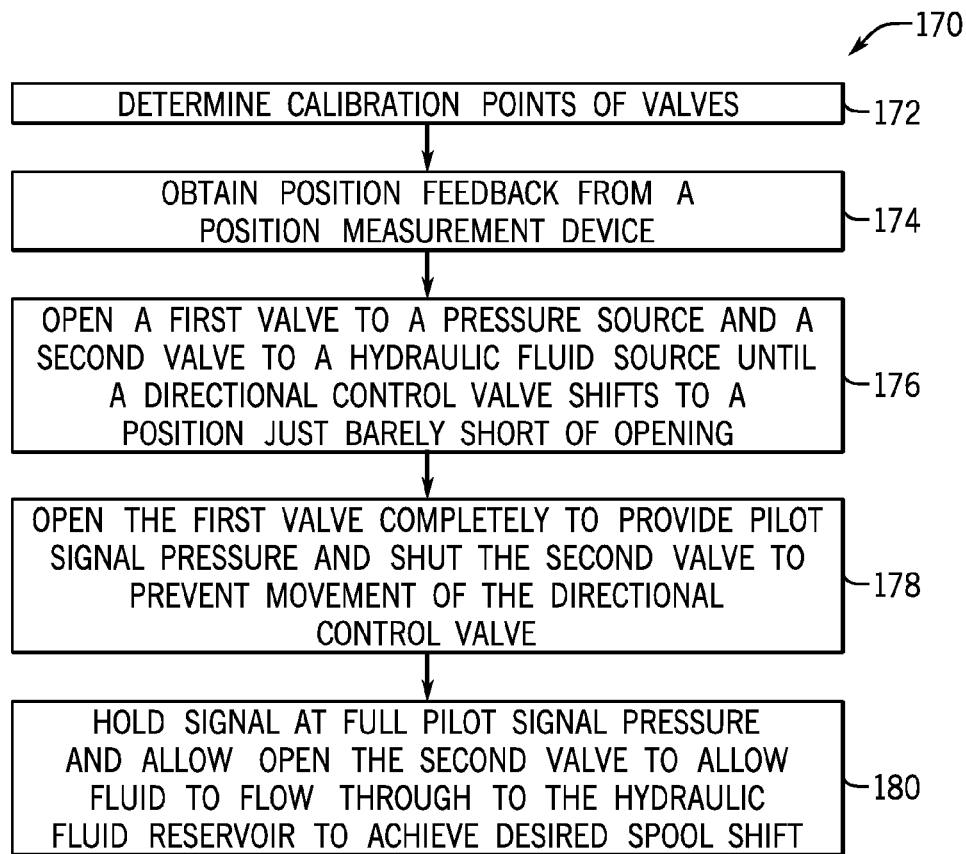 170
DETERMINE CALIBRATION POINTS OF VALVES
172
OBTAIN POSITION FEEDBACK FROM A
POSITION MEASUREMENT DEVICE
174
OPEN A FIRST VALVE TO A PRESSURE SOURCE AND A
SECOND VALVE TO A HYDRAULIC FLUID SOURCE UNTIL
A DIRECTIONAL CONTROL VALVE SHIFTS TO A
POSITION JUST BARELY SHORT OF OPENING
176
OPEN THE FIRST VALVE COMPLETELY TO PROVIDE PILOT
SIGNAL PRESSURE AND SHUT THE SECOND VALVE TO
PREVENT MOVEMENT OF THE DIRECTIONAL
CONTROL VALVE
178
HOLD SIGNAL AT FULL PILOT SIGNAL PRESSURE
AND ALLOW OPEN THE SECOND VALVE TO ALLOW
FLUID TO FLOW THROUGH TO THE HYDRAULIC
FLUID RESERVOIR TO ACHIEVE DESIRED SPOOL SHIFT
180